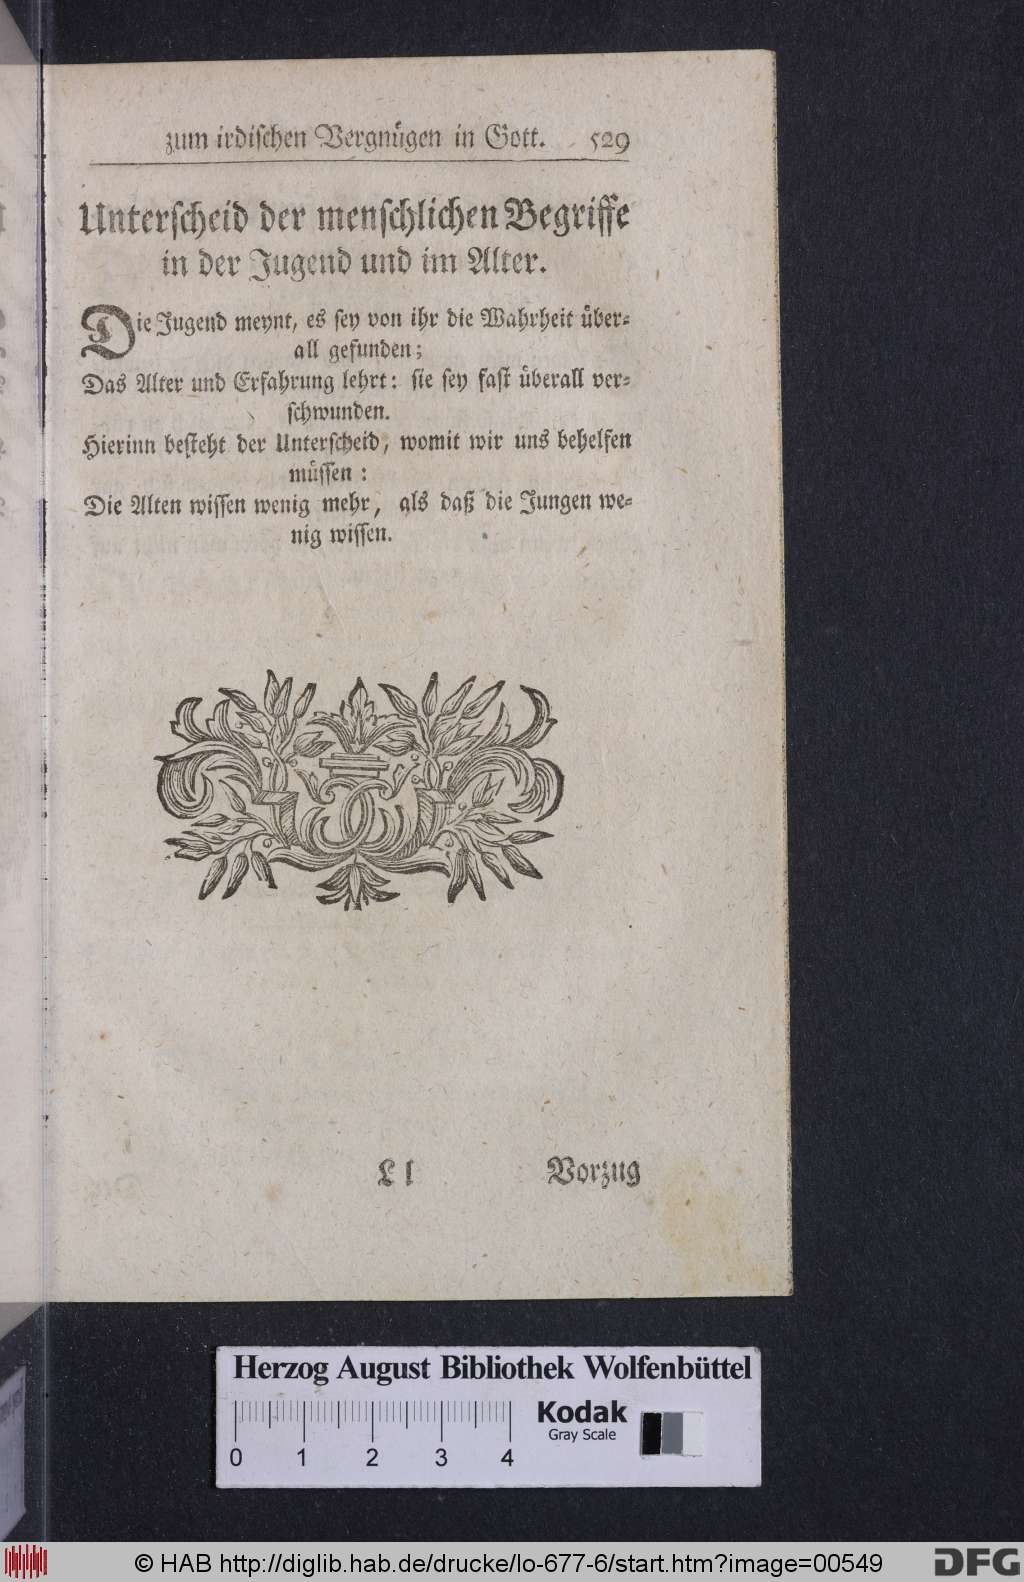 zum irdischen Vergnügen in Gott. 529
Unterscheid der menschlichen Begriffe
in der Jugend und im Alter.
Die Jugend meynt, es sey von ihr die Wahrheit über-
all gefunden;
Das Alter und Erfahrung lehrt: sie sey fast überall ver-
schwunden.
Hierinn besteht der Unterscheid, womit wir uns behelfen
müssen:
Die Alten wissen wenig mehr, als daß die Jungen we-
nig wissen.
Ll
Vorzug
Herzog August Bibliothek Wolfenbüttel
Kodak
Gray Scale
0 1 2 3 4
© HAB http://diglib.hab.de/drucke/lo-677-6/start.htm?image=00549
DFG